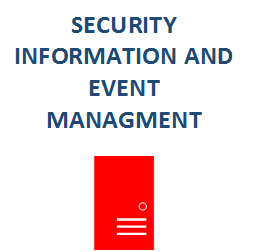 SECURITY
INFORMATION AND
EVENT
MANAGMENT